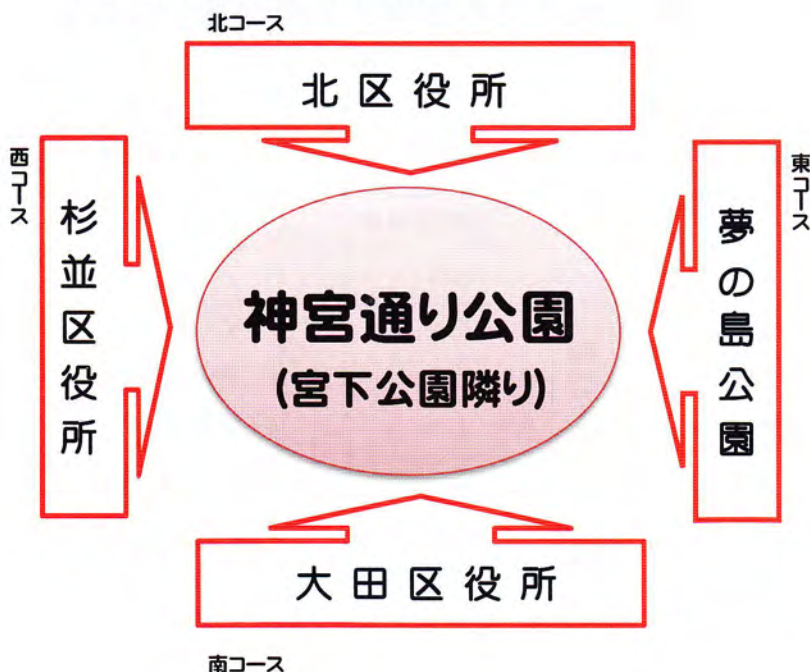 北コース
北区役所
西コース
杉並区役所
神宮通り公園
(宮下公園隣り)
東コース
夢の島公園
大田区役所
南コース